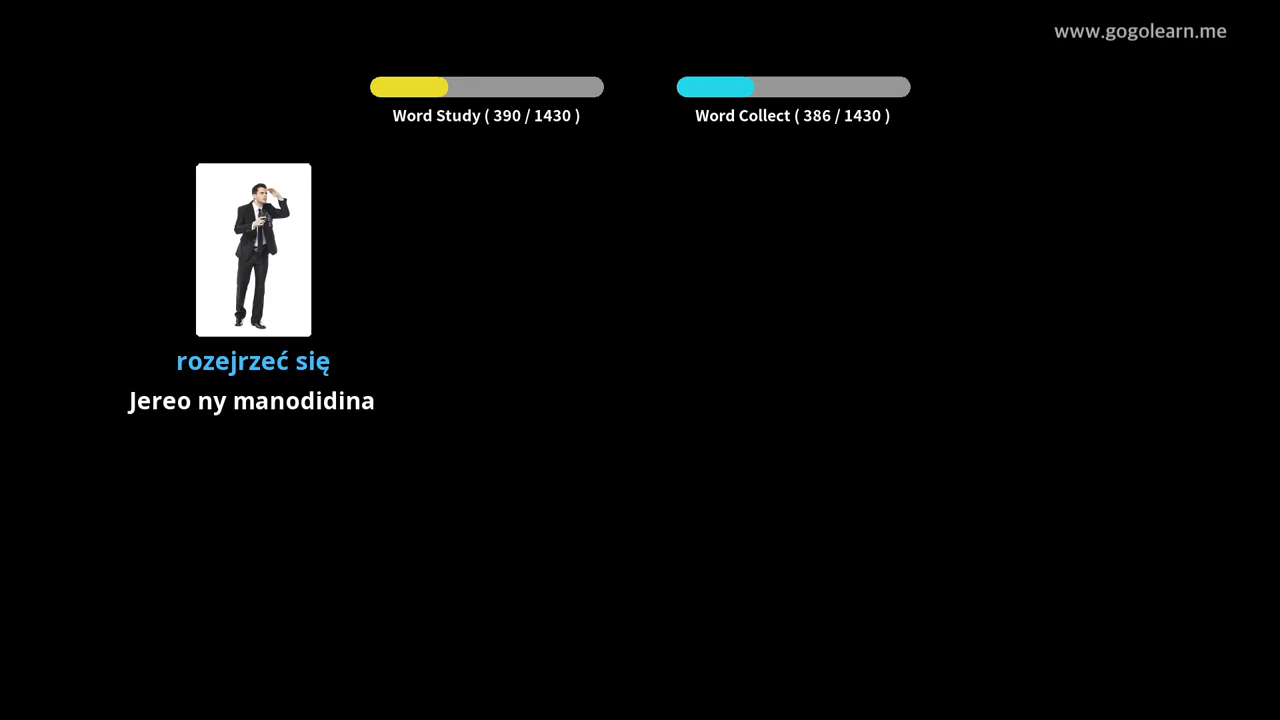 www.gogolearn.me
Word Study ( 390 / 1430 )
Word Collect ( 386 / 1430 )
rozejrzeć się
Jereo ny manodidina